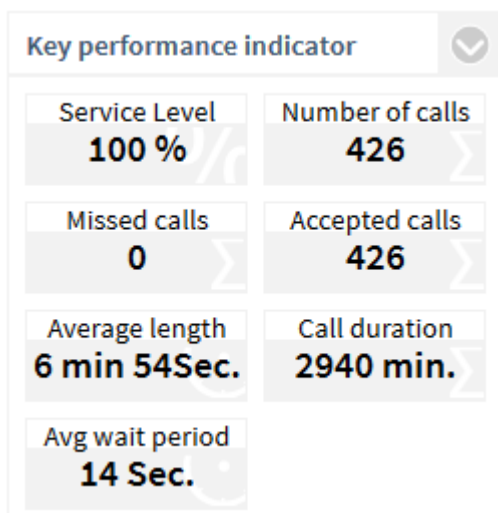 Key performance indicator
Service Level
100 %
Number of calls
426
Missed calls
0
Accepted calls
426
Average length
6 min 54Sec.
Call duration
2940 min.
Avg wait period
14 Sec.